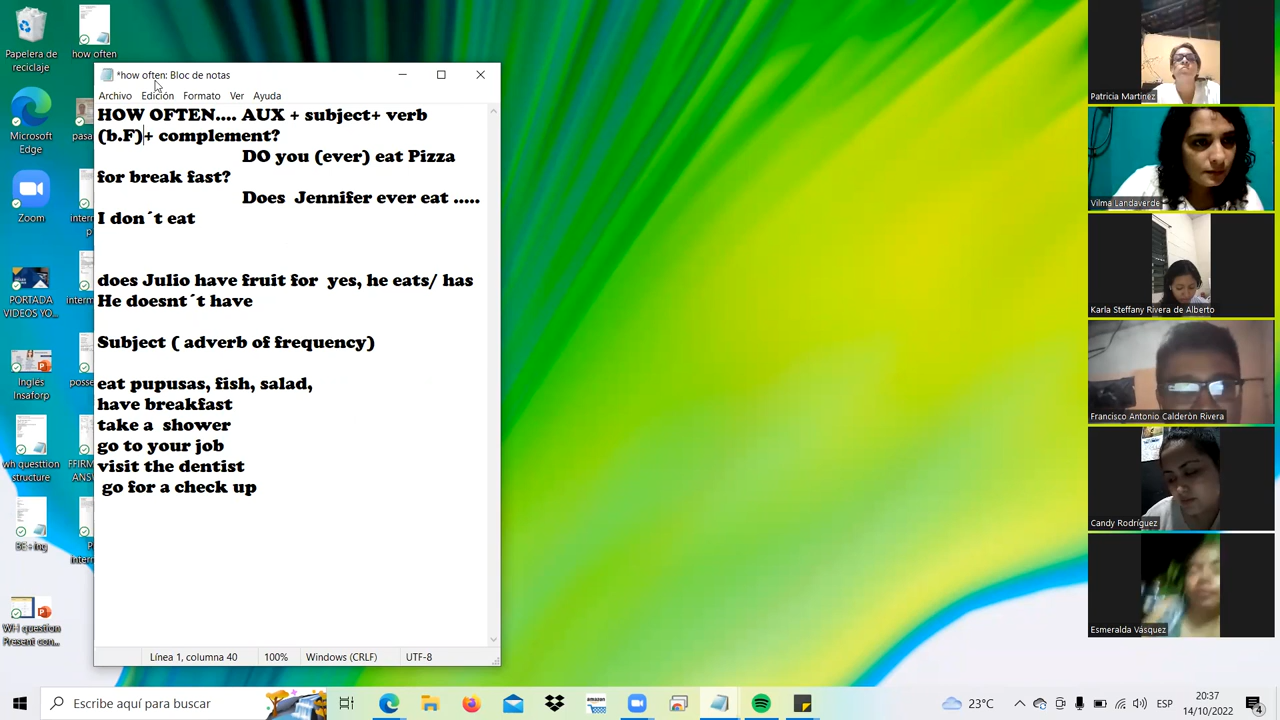 Papelera de
reciclaje
how often
Microsoft
Edge
Zoom
PORTADA
VIDEOS YO...
Ingles
Insaforp
wh question
structure
BE - ing
WH question
Present con...
*how often: Bloc de notas
Archivo Edición Formato Ver Ayuda
HOW OFTEN.... AUX + subject+ verb
(b.F)+ complement?
DO you (ever) eat Pizza
for break fast?
Does Jennifer ever eat .....
I don´t eat
does Julio have fruit for yes, he eats/ has
He doesnt´t have
Subject ( adverb of frequency)
eat pupusas, fish, salad,
have breakfast
take a shower
go to your job
visit the dentist
go for a check up
Línea 1, columna 40 100% Windows (CRLF) UTF-8
Patricia Martinez
Vilma Landaverde
Karla Steffany Rivera de Alberto
Francisco Antonio Calderón Rivera
Candy Rodríguez
Esmeralda Vásquez
Escribe aquí para buscar
amazon
23°C
ESP
20:37
14/10/2022
4